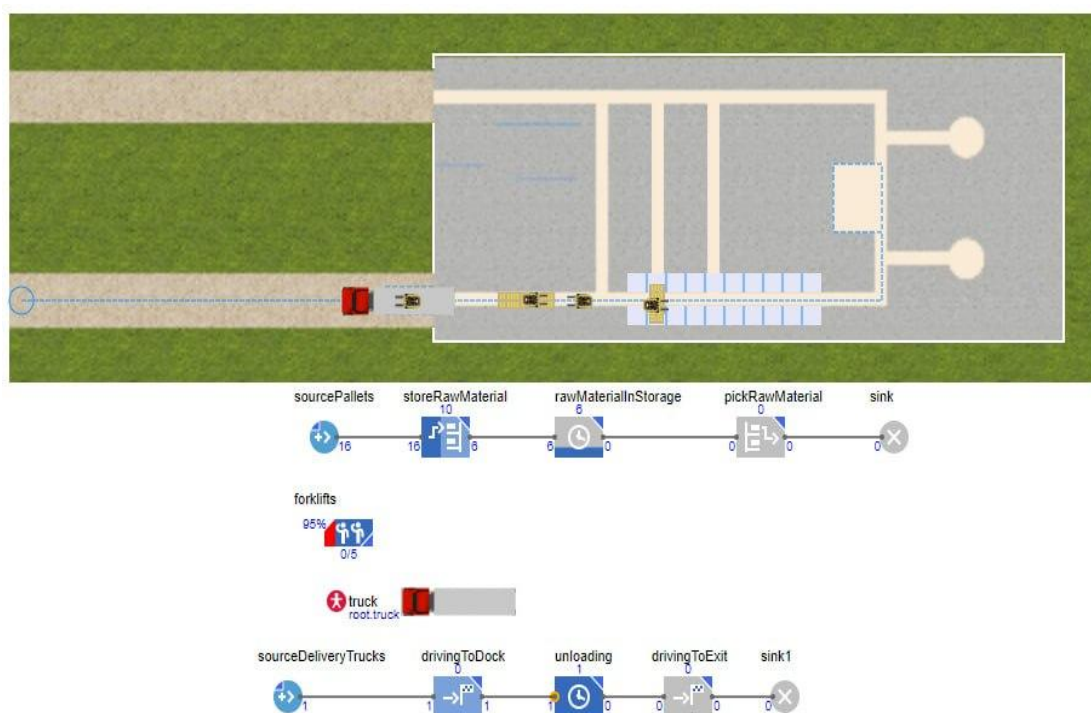 sourcePallets storeRawMaterial rawMaterialInStorage pickRawMaterial sink
10 6 0
16 16 6 6 0 0 0 0
forklifts
95%
0/5
truck
root.truck
sourceDeliveryTrucks drivingToDock unloading drivingToExit sink1
0 1 0
1 1 1 1 0 0 0 0